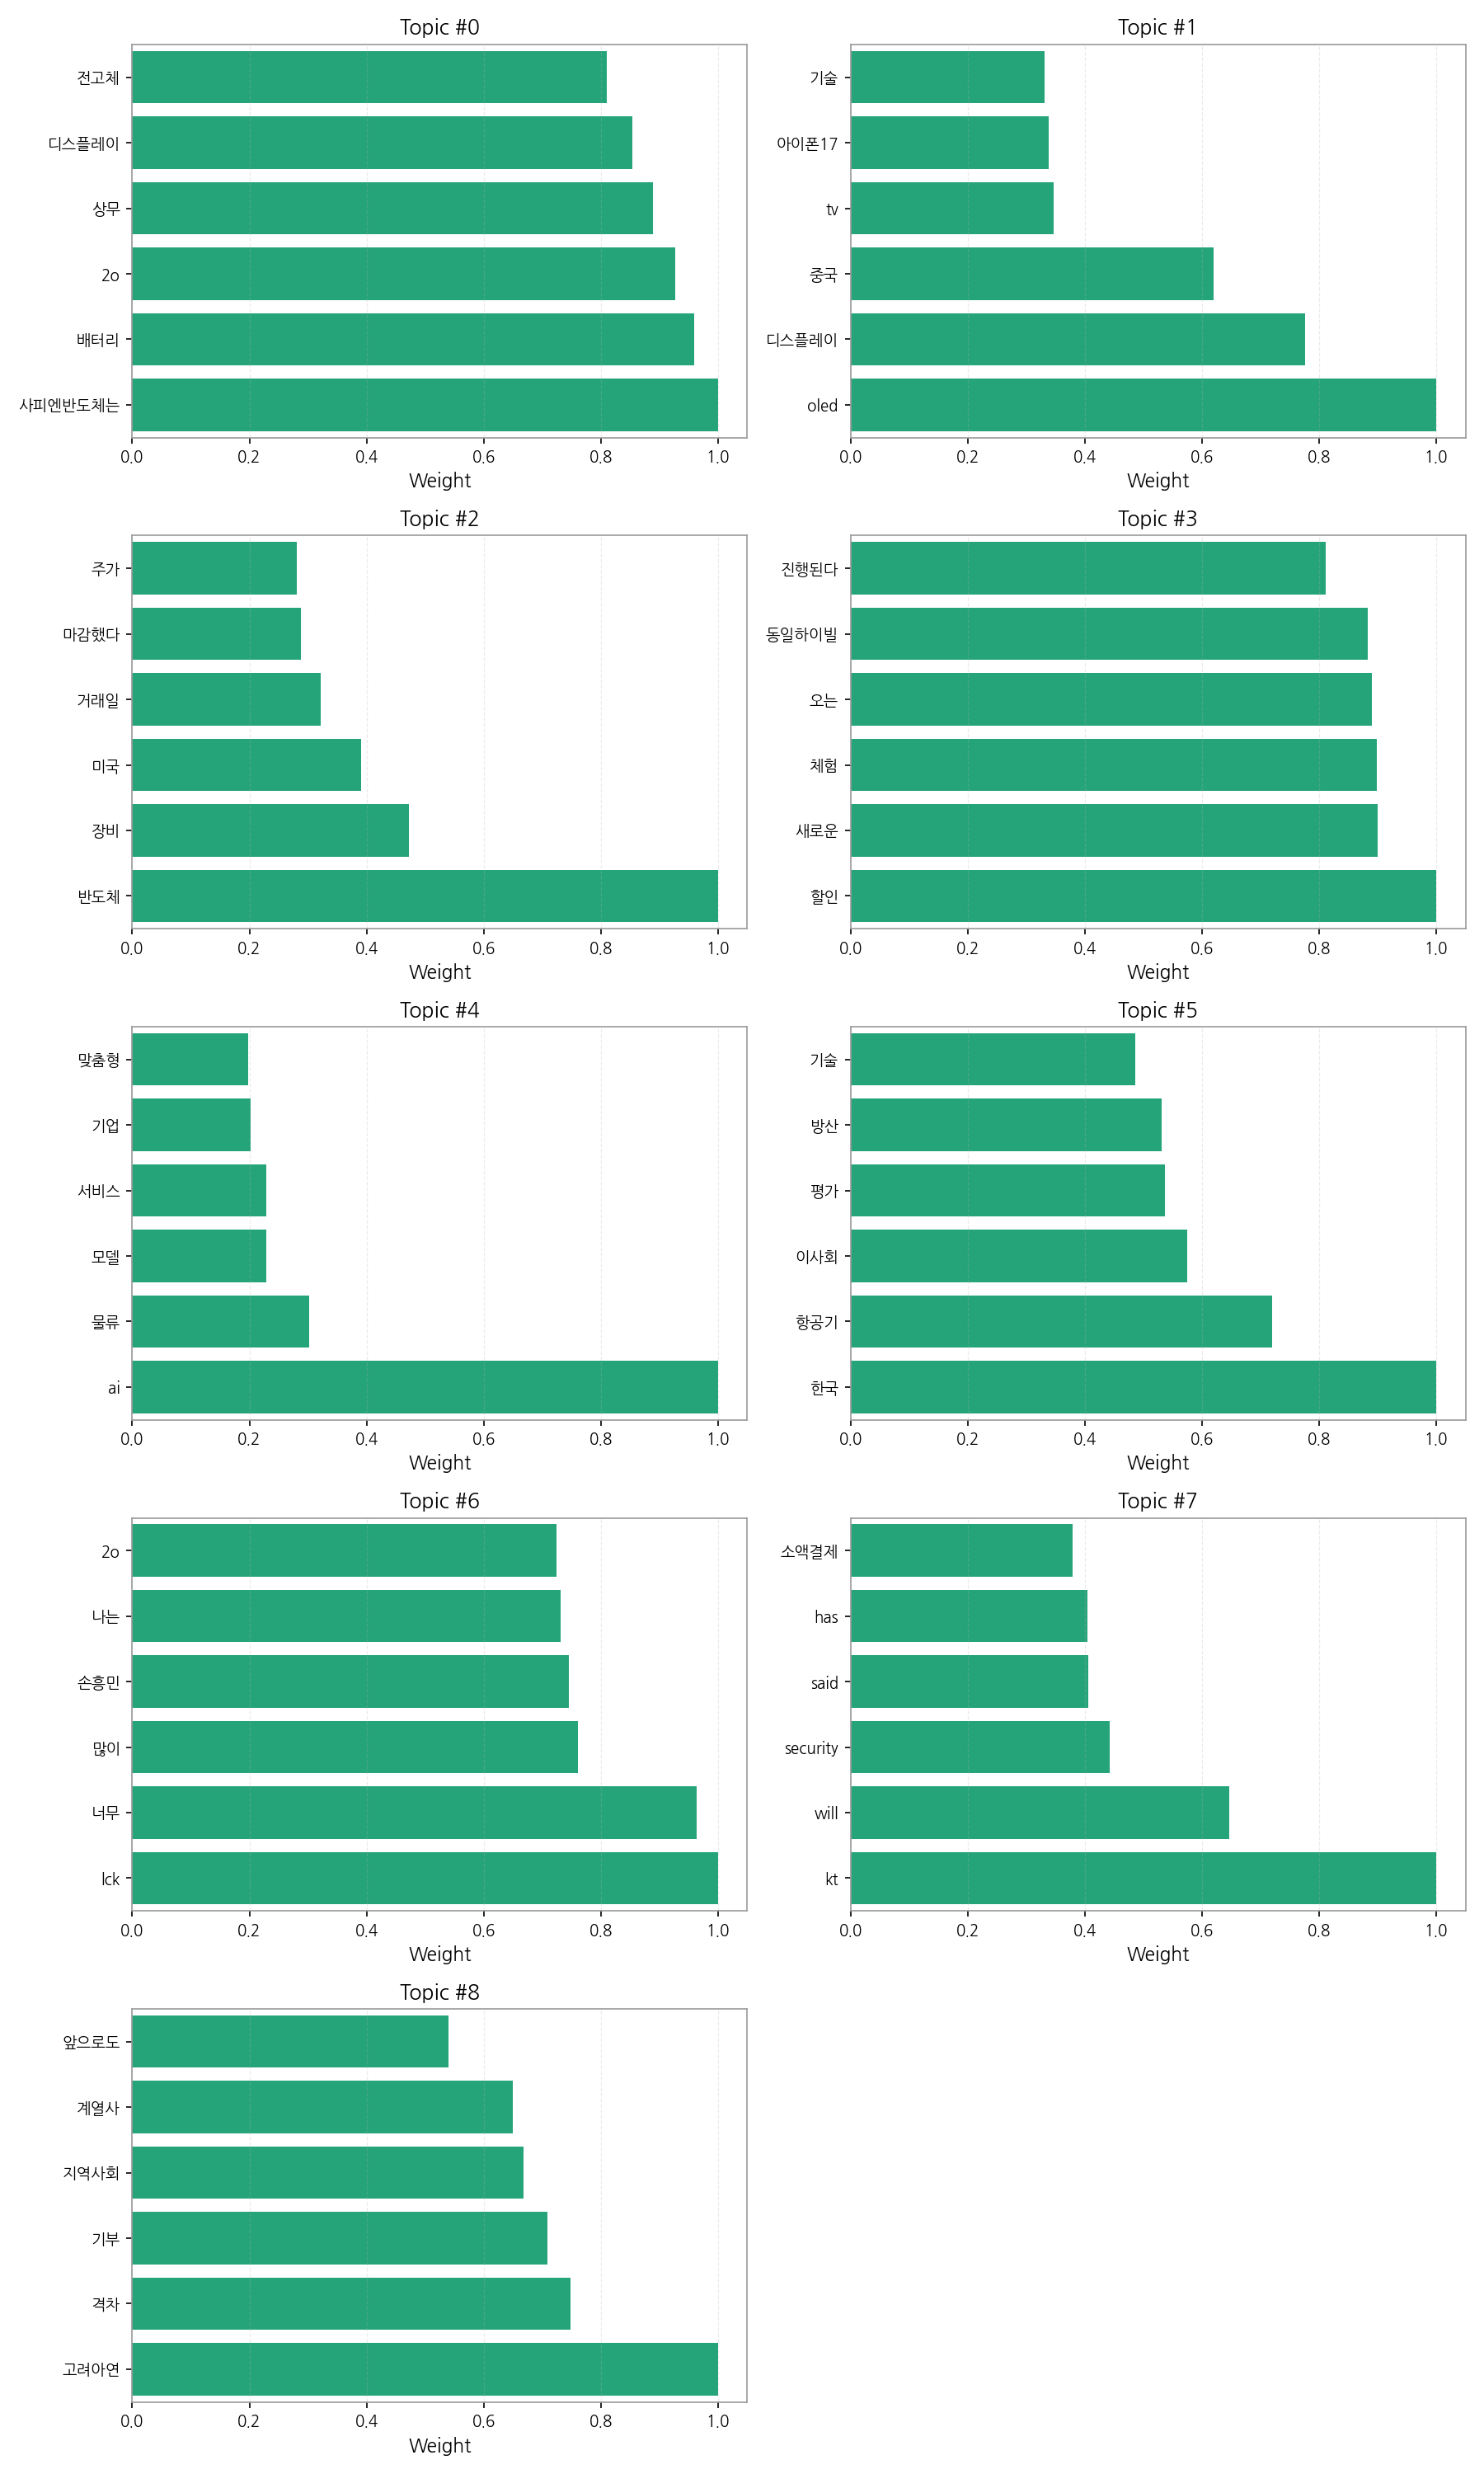 Topic #0
전고체
디스플레이
상무
2o
배터리
사피엔반도체는
0.0 0.2 0.4 0.6 0.8 1.0
Weight
Topic #1
기술
아이폰17
tv
중국
디스플레이
oled
0.0 0.2 0.4 0.6 0.8 1.0
Weight
Topic #2
주가
마감했다
거래일
미국
장비
반도체
0.0 0.2 0.4 0.6 0.8 1.0
Weight
Topic #3
진행된다
동일하이빌
오는
체험
새로운
할인
0.0 0.2 0.4 0.6 0.8 1.0
Weight
Topic #4
맞춤형
기업
서비스
모델
물류
ai
0.0 0.2 0.4 0.6 0.8 1.0
Weight
Topic #5
기술
방산
평가
이사회
항공기
한국
0.0 0.2 0.4 0.6 0.8 1.0
Weight
Topic #6
2o
나는
손흥민
많이
너무
lck
0.0 0.2 0.4 0.6 0.8 1.0
Weight
Topic #7
소액결제
has
said
security
will
kt
0.0 0.2 0.4 0.6 0.8 1.0
Weight
Topic #8
앞으로도
계열사
지역사회
기부
격차
고려아연
0.0 0.2 0.4 0.6 0.8 1.0
Weight